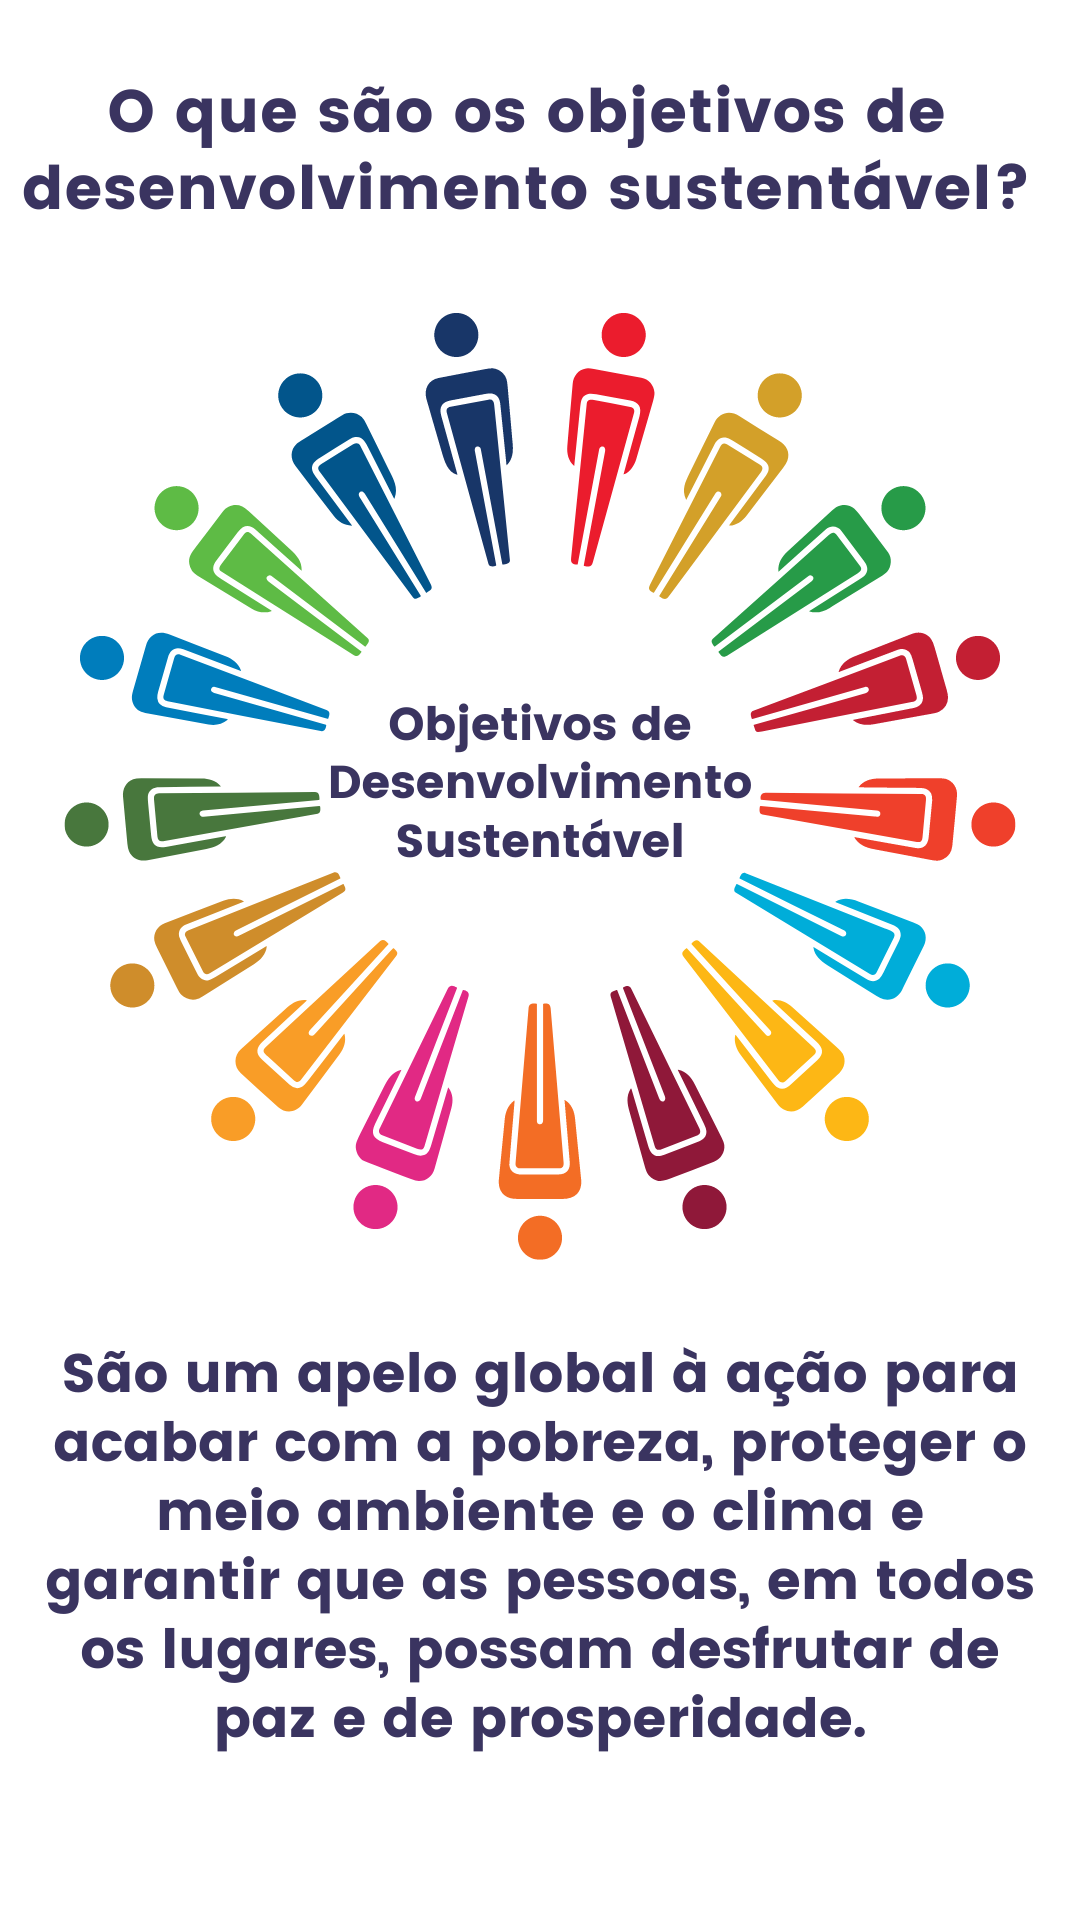 O que são os objetivos de
desenvolvimento sustentável?
Objetivos de
Desenvolvimento
Sustentável
São um apelo global à ação para
acabar com a pobreza, proteger o
meio ambiente e o clima e
garantir que as pessoas, em todos
os lugares, possam desfrutar de
paz e de prosperidade.